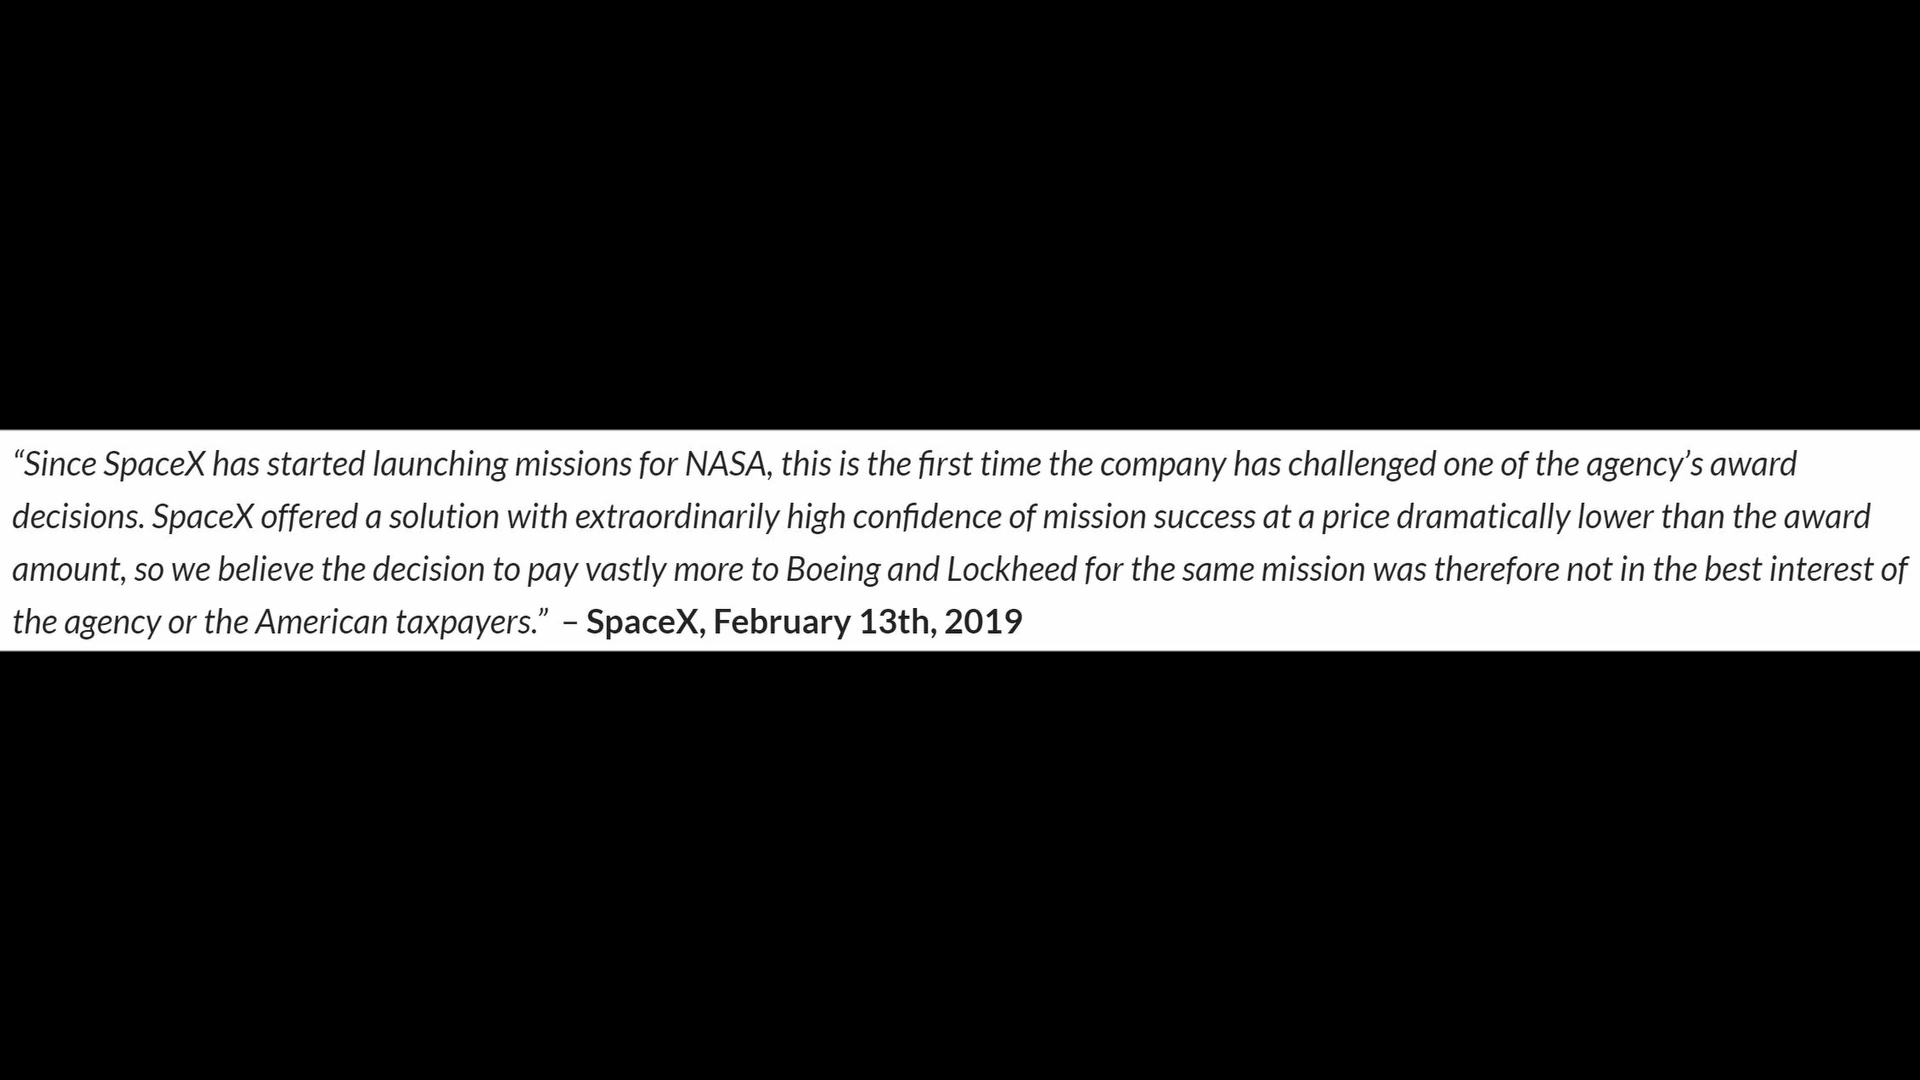 “Since SpaceX has started launching missions for NASA, this is the first time the company has challenged one of the agency’s award
decisions. SpaceX offered a solution with extraordinarily high confidence of mission success at a price dramatically lower than the award
amount, so we believe the decision to pay vastly more to Boeing and Lockheed for the same mission was therefore not in the best interest of
the agency or the American taxpayers.” – SpaceX, February 13th, 2019